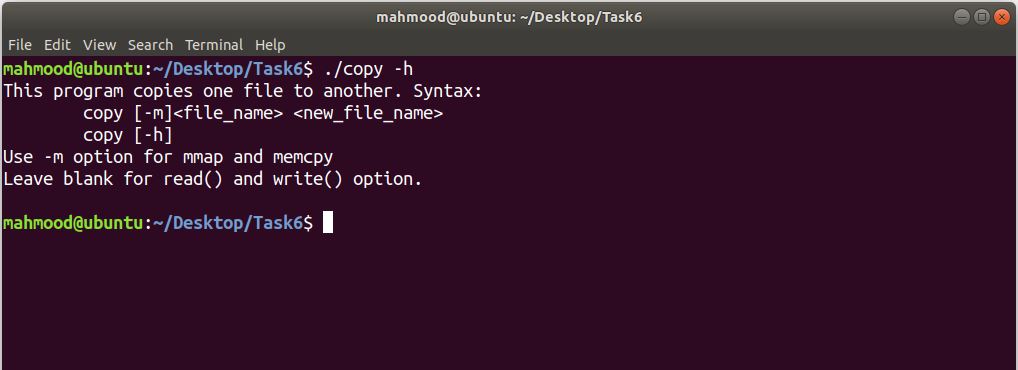 mahmood@ubuntu: ~/Desktop/Task6
File Edit View Search Terminal Help
mahmood@ubuntu:~/Desktop/Task6$ ./copy -h
This program copies one file to another. Syntax:
        copy [-m]<file_name> <new_file_name>
        copy [-h]
Use -m option for mmap and memcpy
Leave blank for read() and write() option.
mahmood@ubuntu:~/Desktop/Task6$